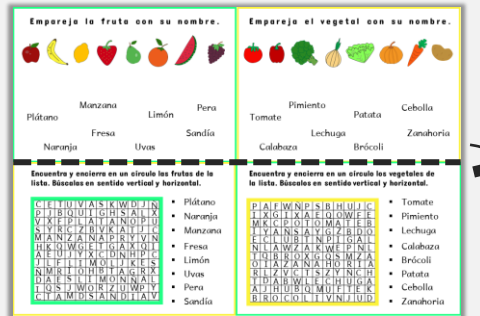 Empareja la fruta con su nombre.
Manzana
Pera
Plátano
Limón
Fresa
Sandía
Naranja
Uvas
Empareja el vegetal con su nombre.
Pimiento
Cebolla
Tomate
Patata
Lechuga
Zanahoria
Calabaza
Brócoli
Encuentra y encierra en un círculo las frutas de la
lista. Búscalas en sentido vertical y horizontal.
C E T U V A S K W D J N
P J B Q U I G H S A L X
V X F P L A T A N O P U
S Y R C Z B V K A T J C
M A N Z A N A P R Y V N
H K Q W G E T G A X Q I
A E U J Y X C D N H P C
J L F L I M O L J K E S
Ñ M R I O H B T A G R X
D A E S L T M O N Ñ A L
I Q S J W O R Z U W P Y
C T A M D S A N D I A V
Plátano
Naranja
Manzana
Fresa
Limón
Uvas
Pera
Sandía
Encuentra y encierra en un círculo los vegetales de
la lista. Búscalos en sentido vertical y horizontal.
P A F W Ñ P S B H U J C
I X G I X A E Q O W F E
M K C P O T O M A T E B
I Y A N S A Y G Z B D O
E C L U B T N P I G A L
N L A W Z A K W E P N L
T Q B R O X G Q S M Z A
O I A Z A N A H O R I A
R L Z V C T S Z Y N C H
T D A B W L E C H U G A
A J H U B Q M U F T E K
B R O C O L I V N J U D
Tomate
Pimiento
Lechuga
Calabaza
Brócoli
Patata
Cebolla
Zanahoria